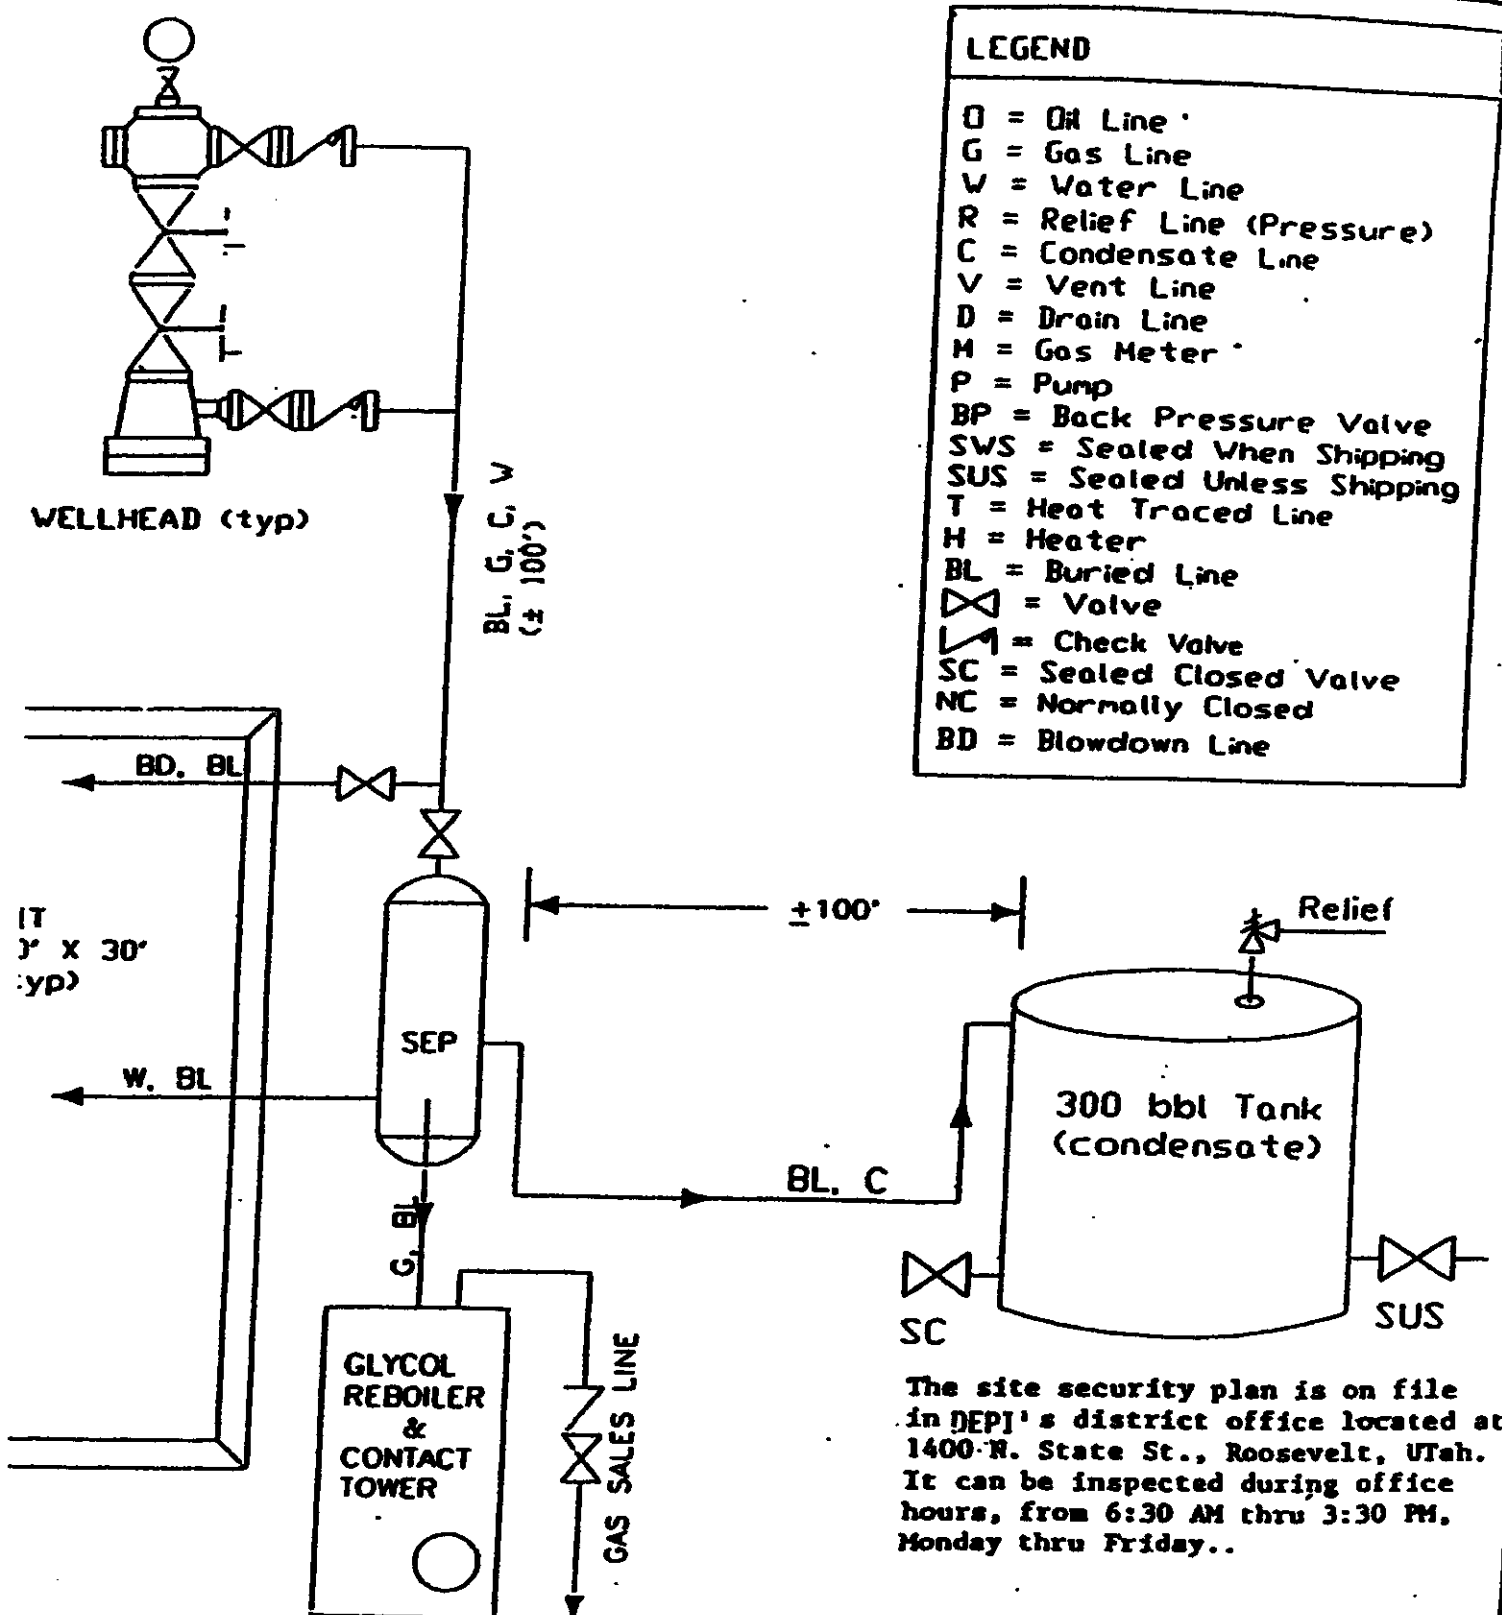 LEGEND
O = Oil Line
G = Gas Line
W = Water Line
R = Relief Line (Pressure)
C = Condensate Line
V = Vent Line
D = Drain Line
M = Gas Meter
P = Pump
BP = Back Pressure Valve
SWS = Sealed When Shipping
SUS = Sealed Unless Shipping
T = Heat Traced Line
H = Heater
BL = Buried Line
= Valve
= Check Valve
SC = Sealed Closed Valve
NC = Normally Closed
BD = Blowdown Line
WELLHEAD (typ)
BL, G, C, W
(± 100')
BD, BL
±100'
Relief
X 30'
SEP
W, BL
300 bbl Tank
(condensate)
BL, C
G, BL
SC
SUS
GLYCOL
REBOILER
&
CONTACT
TOWER
GAS SALES LINE
The site security plan is on file
in DEPI's district office located at
1400 N. State St., Roosevelt, UTah.
It can be inspected during office
hours, from 6:30 AM thru 3:30 PM,
Monday thru Friday..